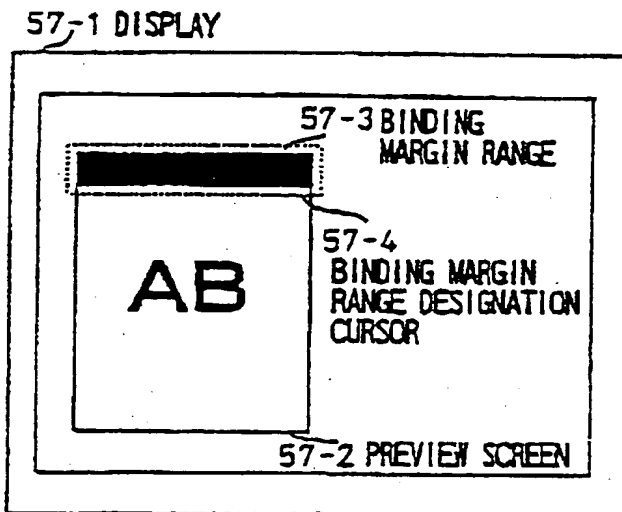 57-1 DISPLAY
57-3 BINDING
MARGIN RANGE
57-4
BINDING MARGIN
RANGE DESIGNATION
CURSOR
AB
57-2 PREVIEW SCREEN